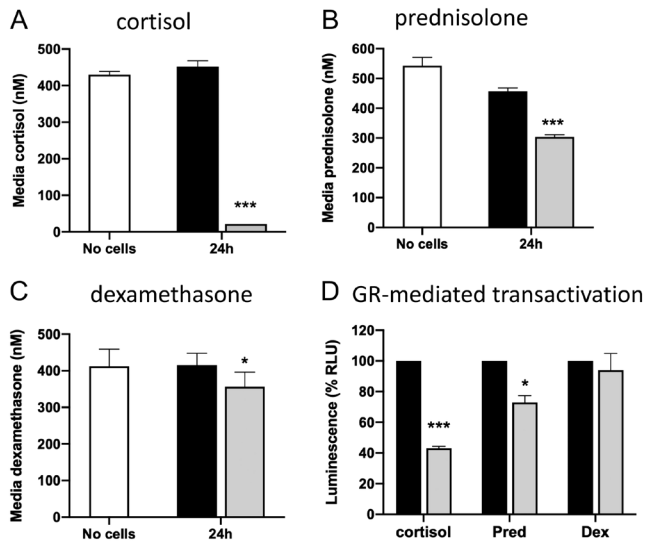 A
cortisol
Media cortisol (nM)
500
400
300
200
100
0
***
No cells
24h
B
prednisolone
Media prednisolone (nM)
600
500
400
300
200
100
0
***
No cells
24h
C
dexamethasone
Media dexamethasone (nM)
500
400
300
400
0
*
No cells
24h
D
GR-mediated transactivation
Luminescence (% RLU)
120
100
80
60
40
20
0
***
*
cortisol
Pred
Dex